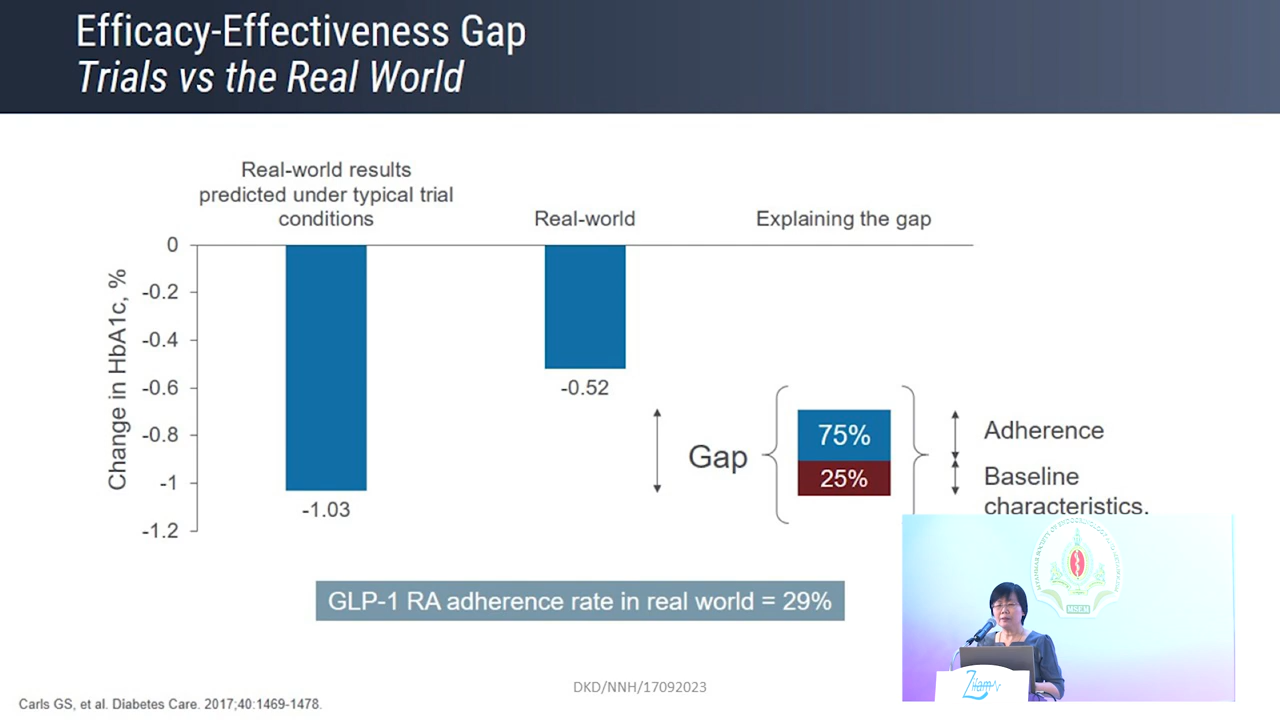 Efficacy-Effectiveness Gap
Trials vs the Real World
Real-world results
predicted under typical trial
conditions
Real-world
Explaining the gap
Change in HbA1c, %
0
-0.2
-0.4
-0.6
-0.8
-1
-1.2
-1.03
-0.52
Gap
75%
25%
Adherence
Baseline
characteristics.
GLP-1 RA adherence rate in real world = 29%
MSEM
DKD/NNH/17092023
Carls GS, et al. Diabetes Care. 2017;40:1469-1478.